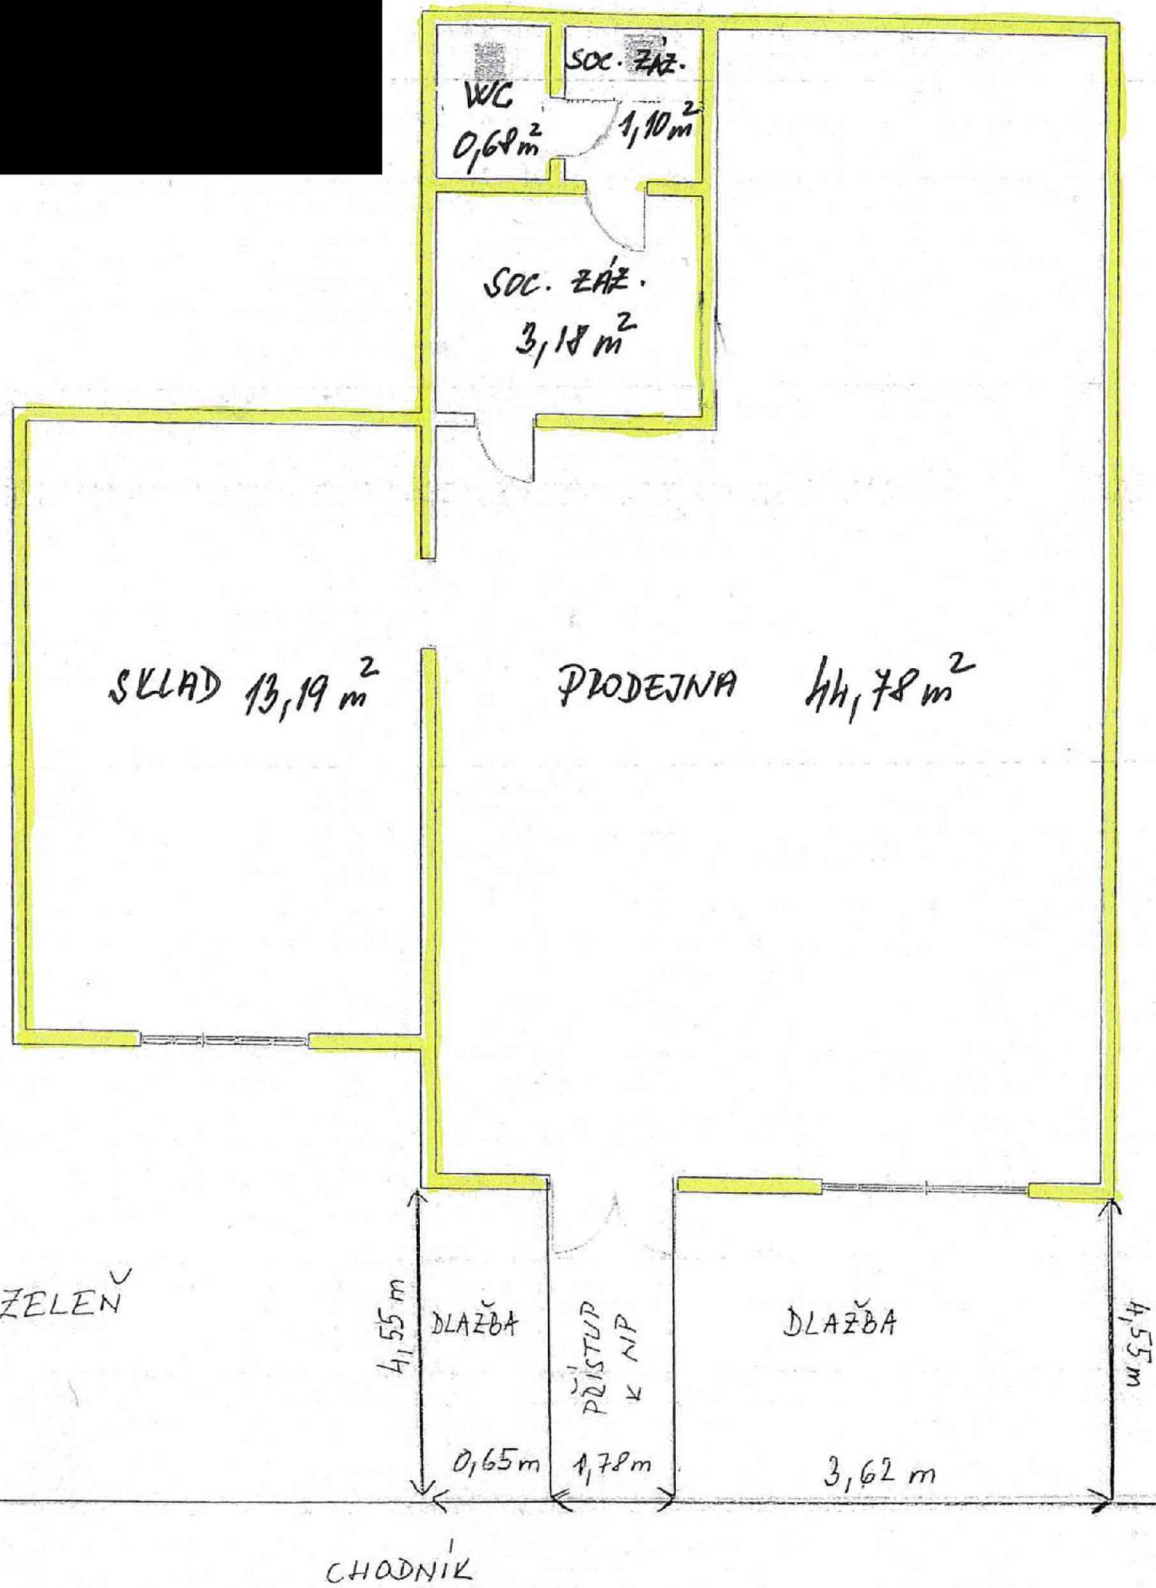 WC
0,68 m²
SOC. ZÁZ.
1,10 m²
SOC. ZÁZ.
3,18 m²
SKLAD 13,19 m²
PRODEJNA 44,78 m²
ZELEŇ
4,55 m
DLAŽBA
PŘÍSTUP
K NP
DLAŽBA
4,55 m
0,65 m
1,78 m
3,62 m
CHODNÍK